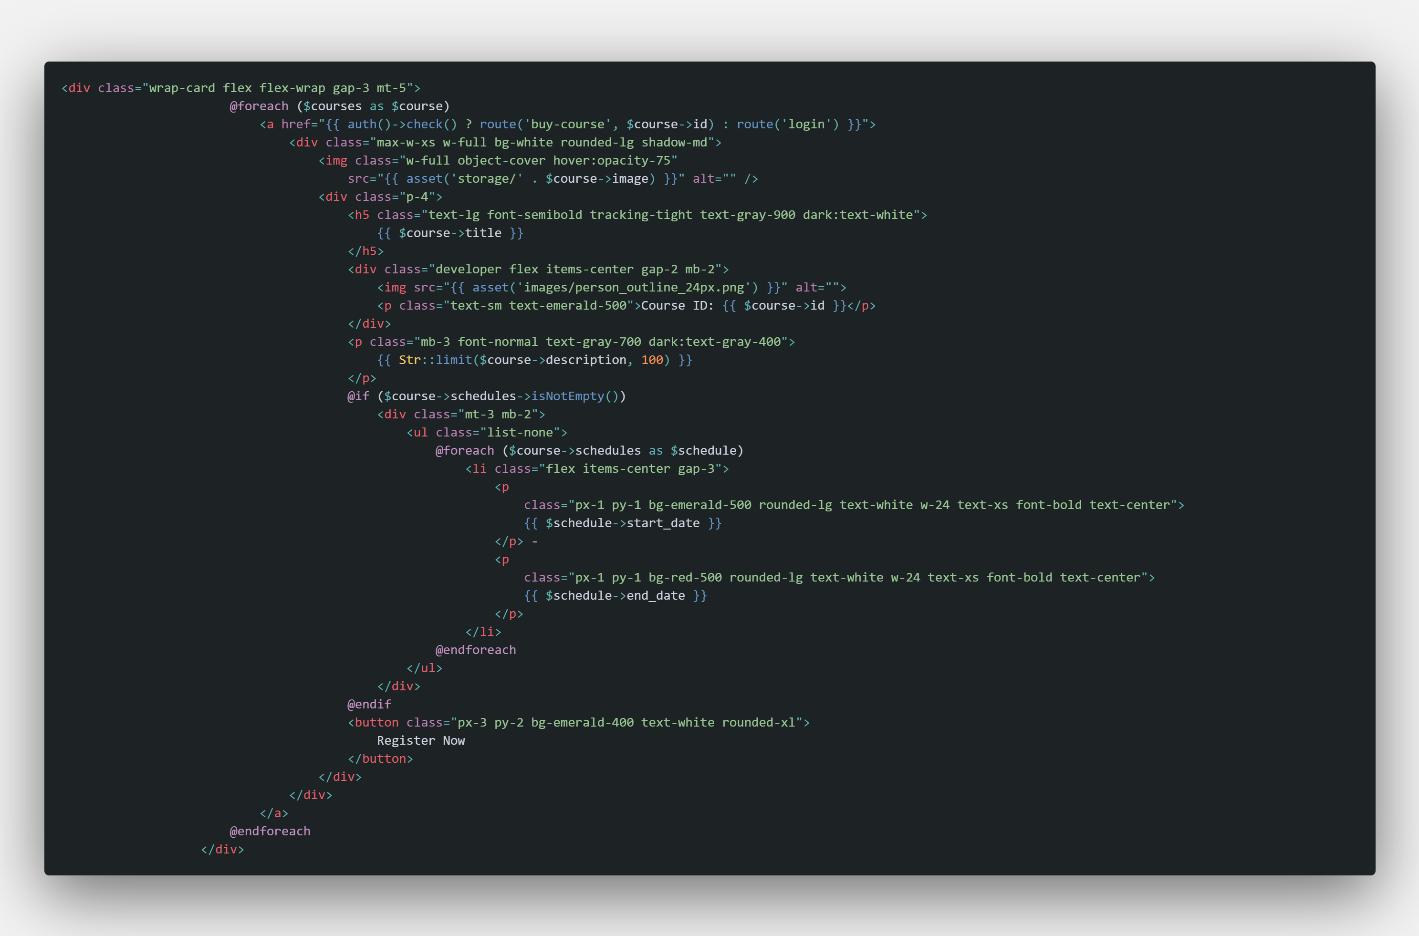 <div class="wrap-card flex flex-wrap gap-3 mt-5">
@foreach ($courses as $course)
<a href="{{ auth()->check() ? route('buy-course', $course->id) : route('login') }}">
<div class="max-w-xs w-full bg-white rounded-lg shadow-md">
<img class="w-full object-cover hover:opacity-75"
src="{{ asset('storage/' . $course->image) }}" alt="" />
<div class="p-4">
<h5 class="text-lg font-semibold tracking-tight text-gray-900 dark:text-white">
{{ $course->title }}
</h5>
<div class="developer flex items-center gap-2 mb-2">
<img src="{{ asset('images/person_outline_24px.png') }}" alt="">
<p class="text-sm text-emerald-500">Course ID: {{ $course->id }}</p>
</div>
<p class="mb-3 font-normal text-gray-700 dark:text-gray-400">
{{ Str::limit($course->description, 100) }}
</p>
@if ($course->schedules->isNotEmpty())
<div class="mt-3 mb-2">
<ul class="list-none">
@foreach ($course->schedules as $schedule)
<li class="flex items-center gap-3">
<p
class="px-1 py-1 bg-emerald-500 rounded-lg text-white w-24 text-xs font-bold text-center">
{{ $schedule->start_date }}
</p> -
<p
class="px-1 py-1 bg-red-500 rounded-lg text-white w-24 text-xs font-bold text-center">
{{ $schedule->end_date }}
</p>
</li>
@endforeach
</ul>
</div>
@endif
<button class="px-3 py-2 bg-emerald-400 text-white rounded-xl">
Register Now
</button>
</div>
</div>
</a>
@endforeach
</div>